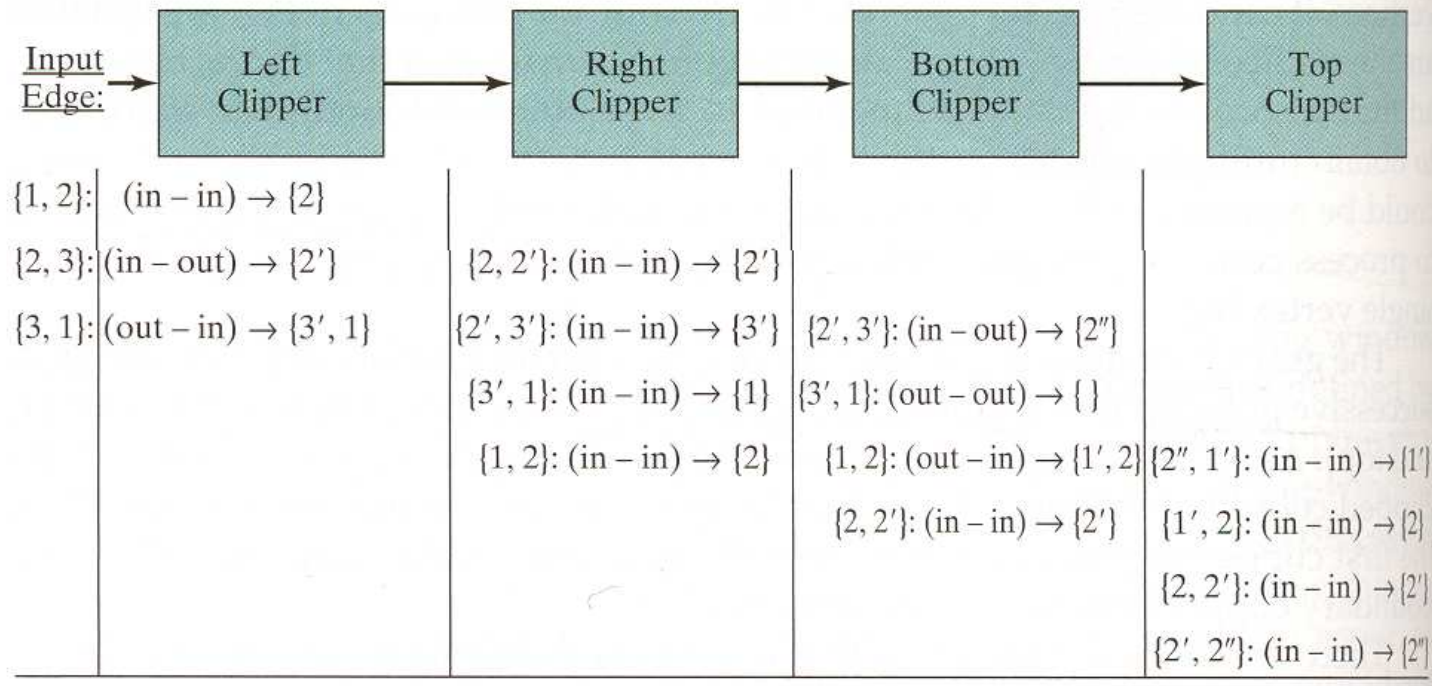 Input Edge:
Left Clipper
Right Clipper
Bottom Clipper
Top Clipper
{1, 2}: (in – in) → {2}
{2, 3}: (in – out) → {2′} {2, 2′}: (in – in) → {2′}
{3, 1}: (out – in) → {3′, 1} {2′, 3′}: (in – in) → {3′} {2′, 3′}: (in – out) → {2″}
{3′, 1}: (in – in) → {1} {3′, 1}: (out – out) → { }
{1, 2}: (in – in) → {2} {1, 2}: (out – in) → {1′, 2} {2″, 1′}: (in – in) → {1′}
{2, 2′}: (in – in) → {2′} {1′, 2}: (in – in) → {2}
{2, 2′}: (in – in) → {2′}
{2′, 2″}: (in – in) → {2″}